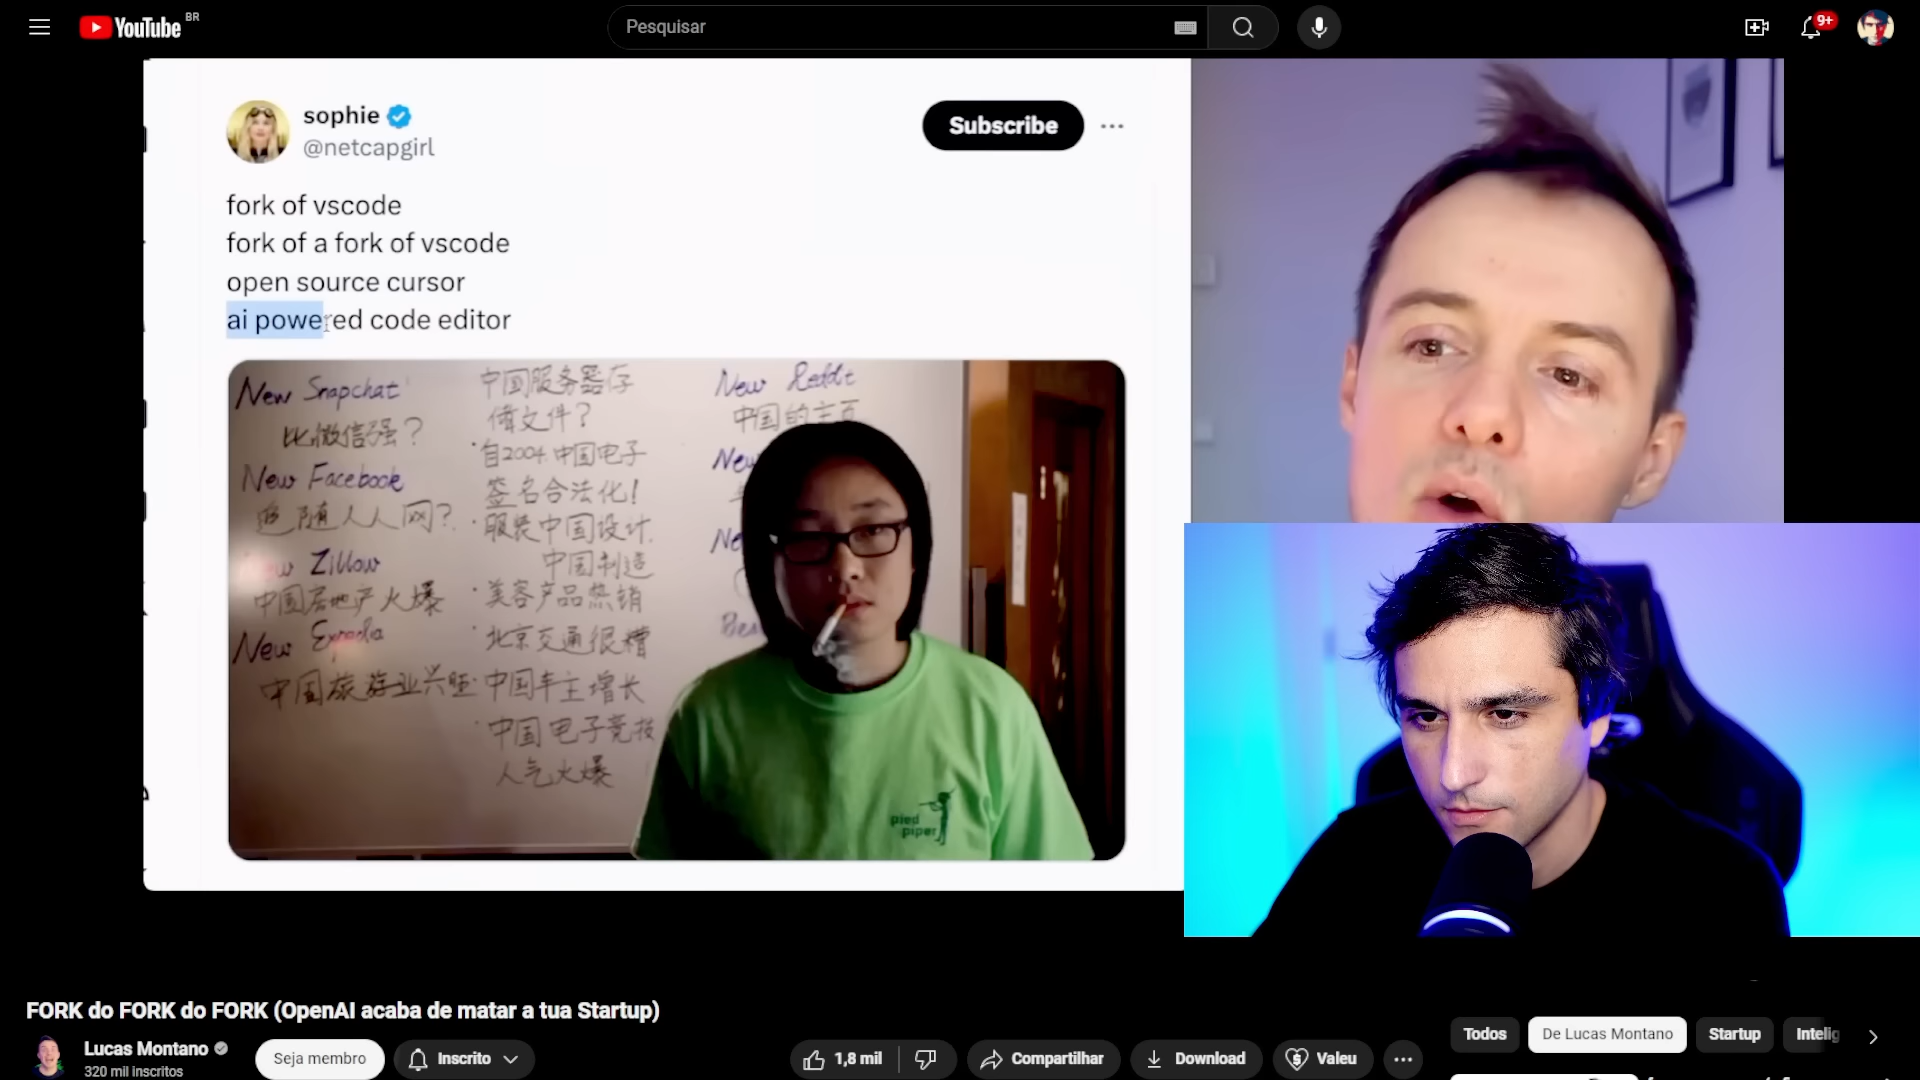 YouTube BR
Pesquisar
9+
sophie
@netcapgirl
Subscribe
fork of vscode
fork of a fork of vscode
open source cursor
ai powered code editor
New Snapchat
比微信强?
New Facebook
追随人人网?
Zillow
中国房地产火爆
New Expedia
中国旅游业兴旺
中国服务器存
储文件?
自2004.中国电子
签名合法化!
服装中国设计.
中国制造
美容产品热销
北京交通很糟
中国车主增长
中国电子竞技
人气火爆
New Reddit
中国的主页
New
pied
piper
FORK do FORK do FORK (OpenAI acaba de matar a tua Startup)
Lucas Montano
320 mil inscritos
Seja membro
Inscrito
1,8 mil
Compartilhar
Download
Valeu
Todos
De Lucas Montano
Startup
Intelig